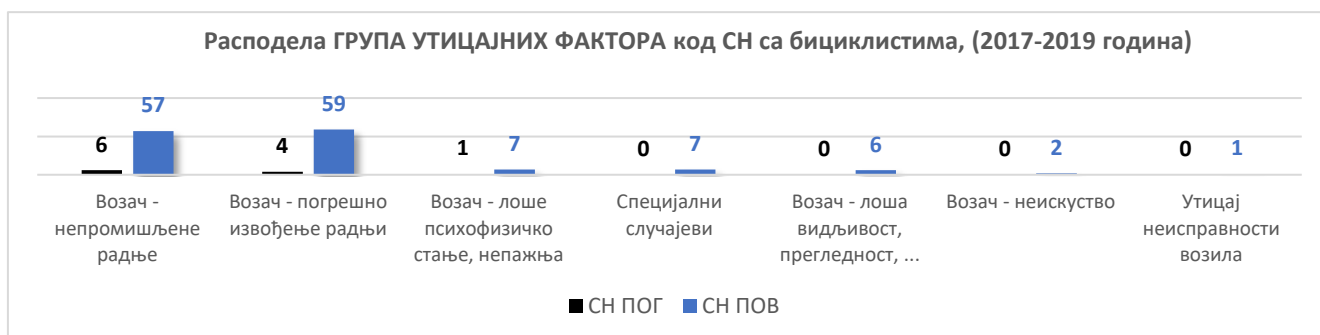 Расподела ГРУПА УТИЦАЈНИХ ФАКТОРА код СН са бициклистима, (2017-2019 година)
6 57 4 59 1 7 0 7 0 6 0 2 0 1
Возач -
непромишљене
радње
Возач - погрешно
извођење радњи
Возач - лоше
психофизичко
стање, непажња
Специјални
случајеви
Возач - лоша
видљивост,
прегледност, ...
Возач - неискуство
Утицај
неисправности
возила
СН ПОГ СН ПОВ